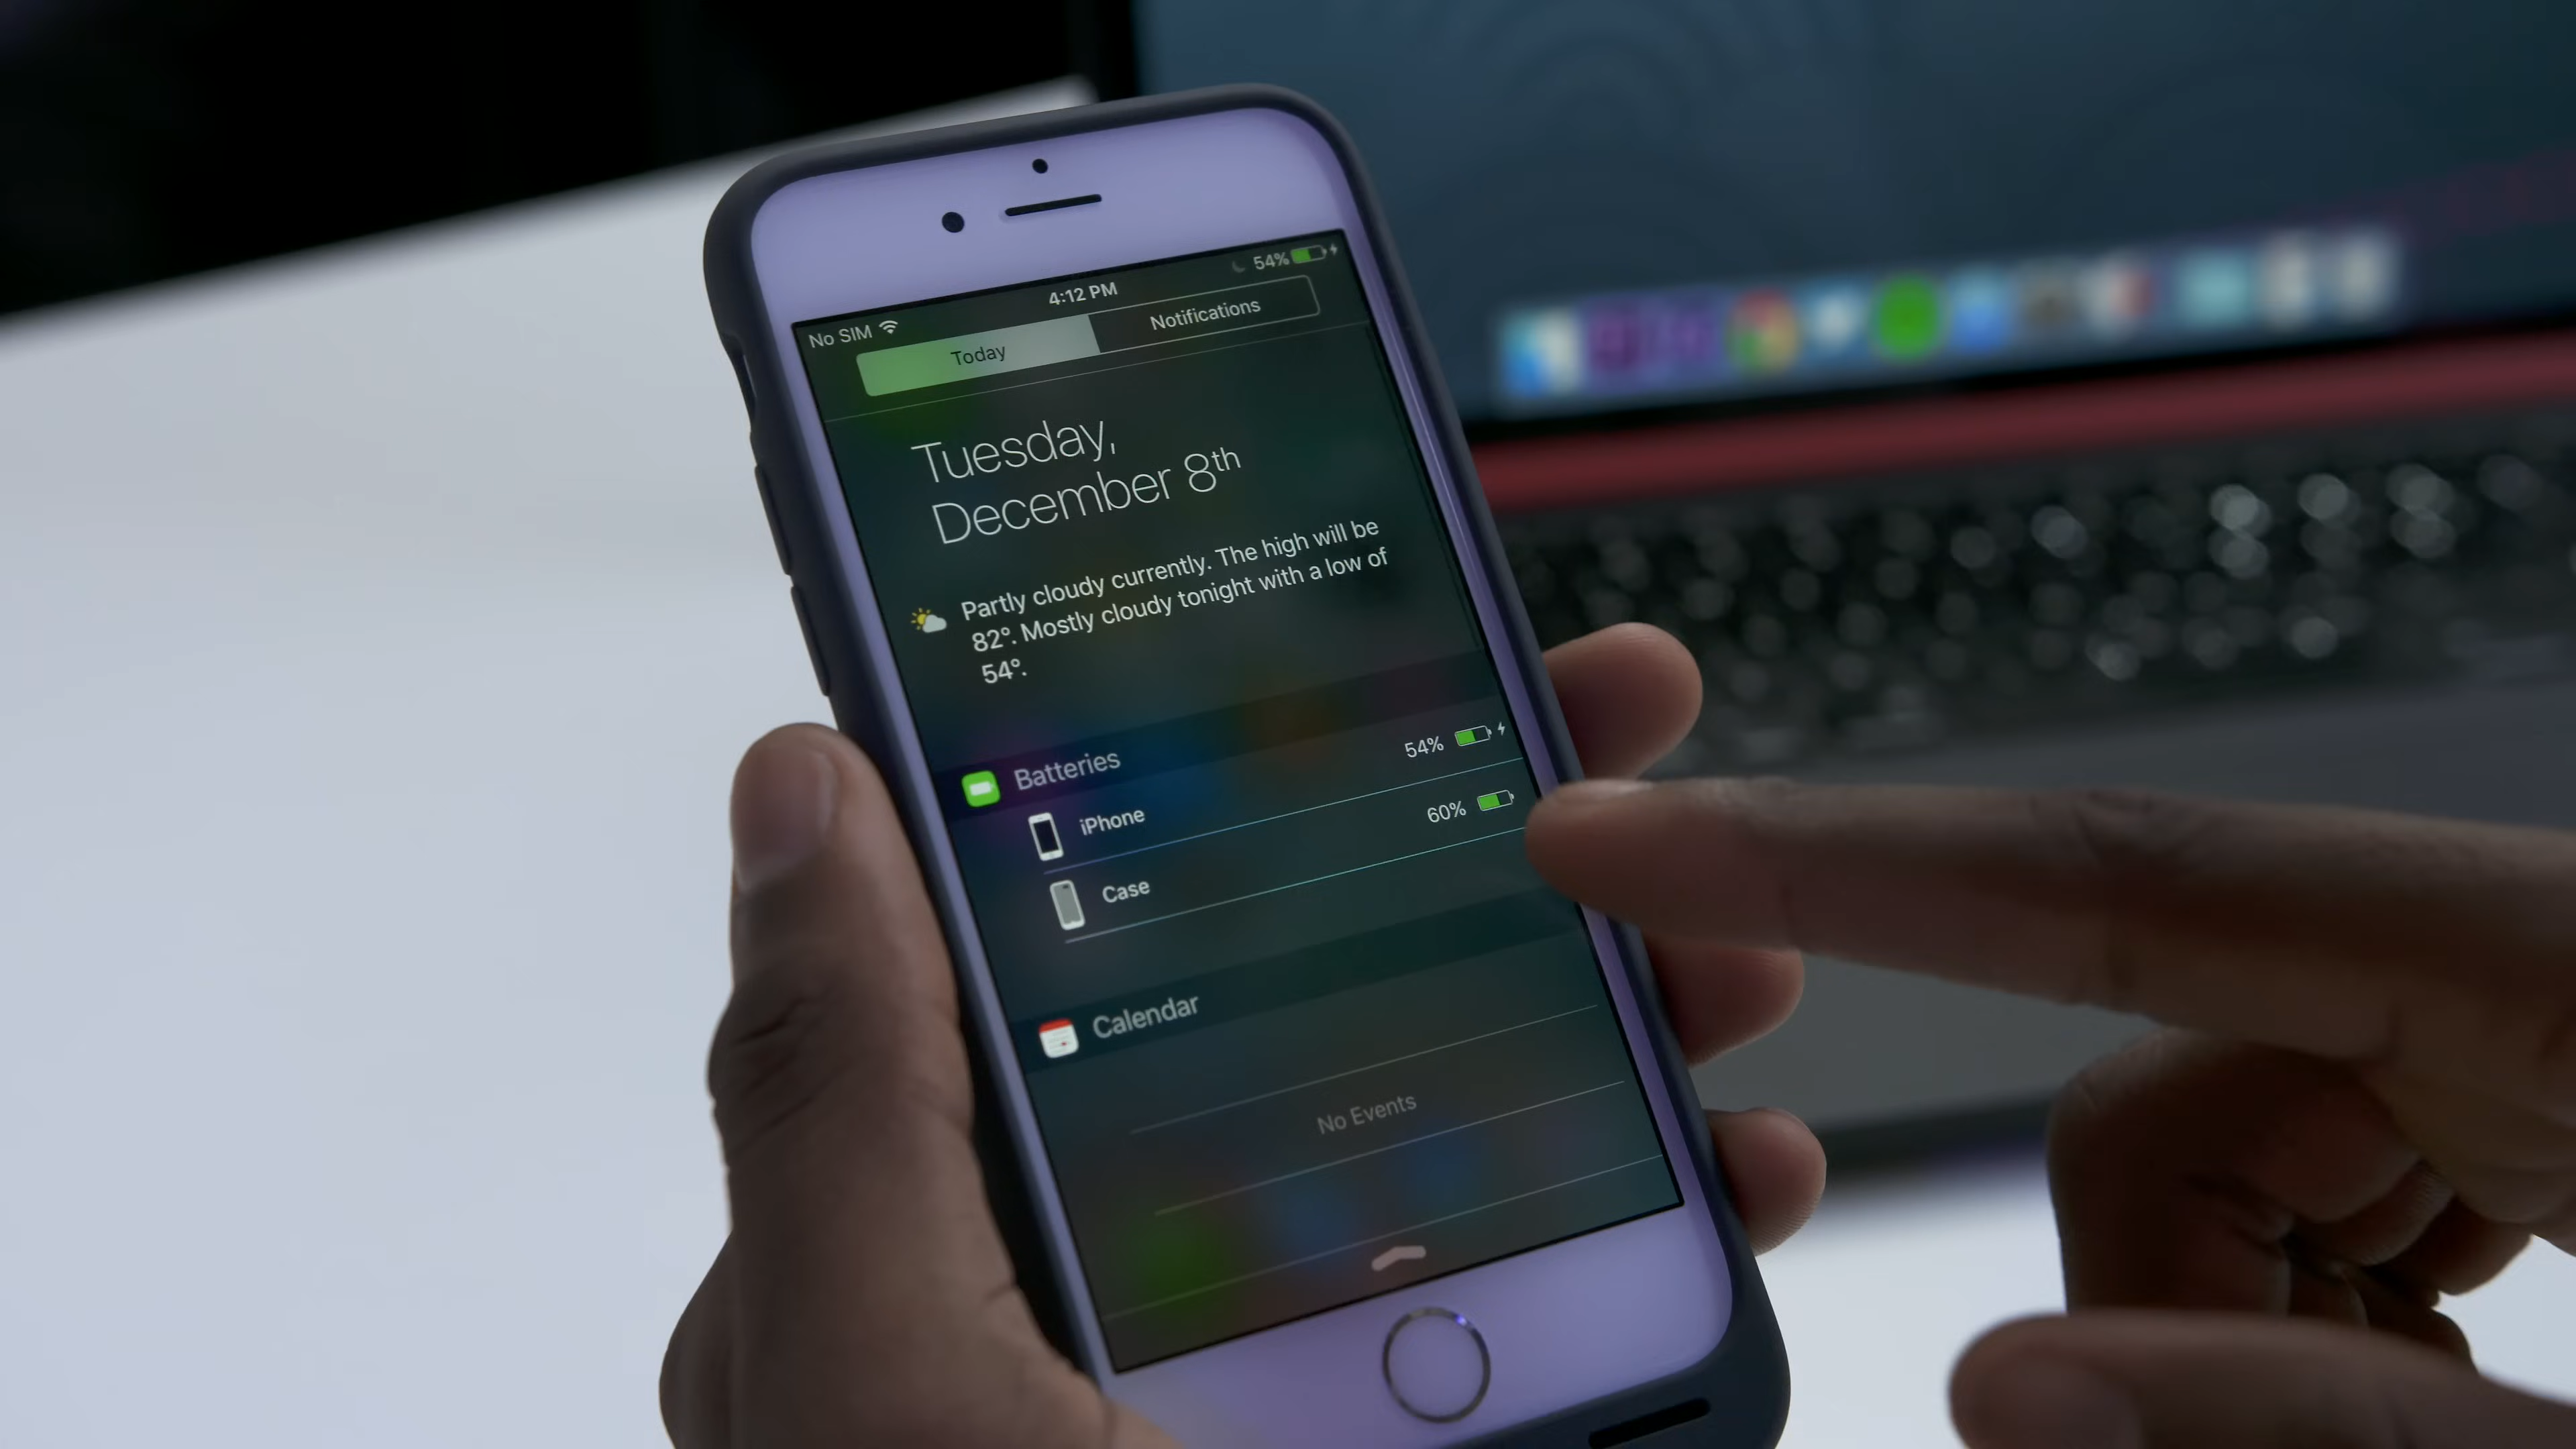 No SIM 4:12 PM 54%
Today Notifications
Tuesday,
December 8th
Partly cloudy currently. The high will be
82°. Mostly cloudy tonight with a low of
54°.
Batteries
iPhone 54%
Case 60%
Calendar
No Events